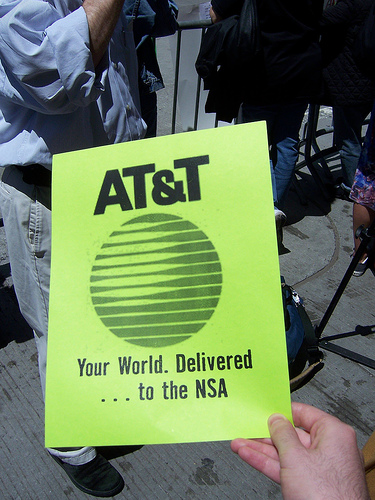 AT&T
Your World. Delivered
... to the NSA